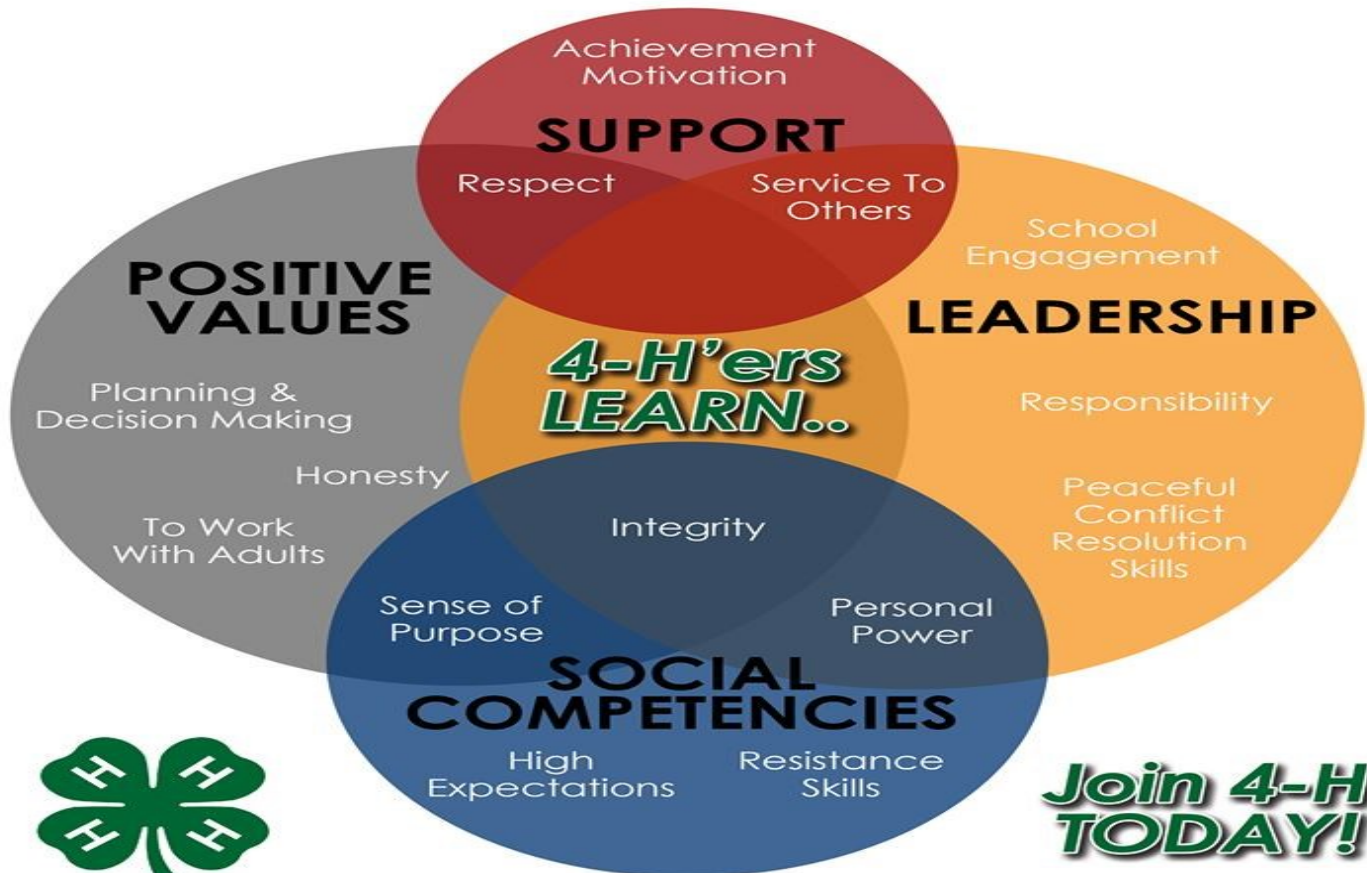 Achievement
Motivation
SUPPORT
Respect
Service To
Others
School
Engagement
POSITIVE
VALUES
LEADERSHIP
4-H'ers
LEARN..
Planning &
Decision Making
Responsibility
Honesty
Peaceful
Conflict
Resolution
Skills
To Work
With Adults
Integrity
Sense of
Purpose
Personal
Power
SOCIAL
COMPETENCIES
High
Expectations
Resistance
Skills
H
H
H
H
Join 4-H
TODAY!